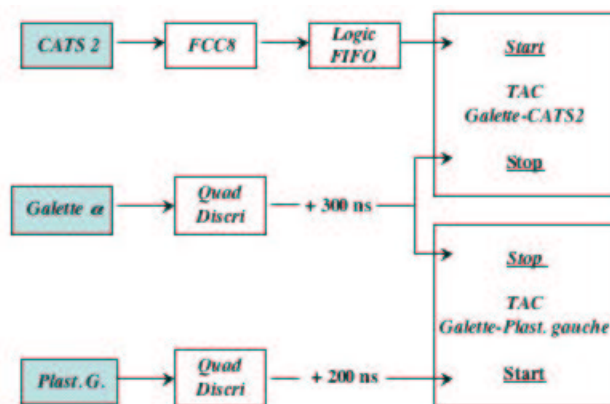 CATS 2
FCC8
Logic
FIFO
Start
TAC
Galette-CATS2
Stop
Galette α
Quad
Discri
+ 300 ns
Stop
TAC
Galette-Plast. gauche
Start
Plast. G.
Quad
Discri
+ 200 ns